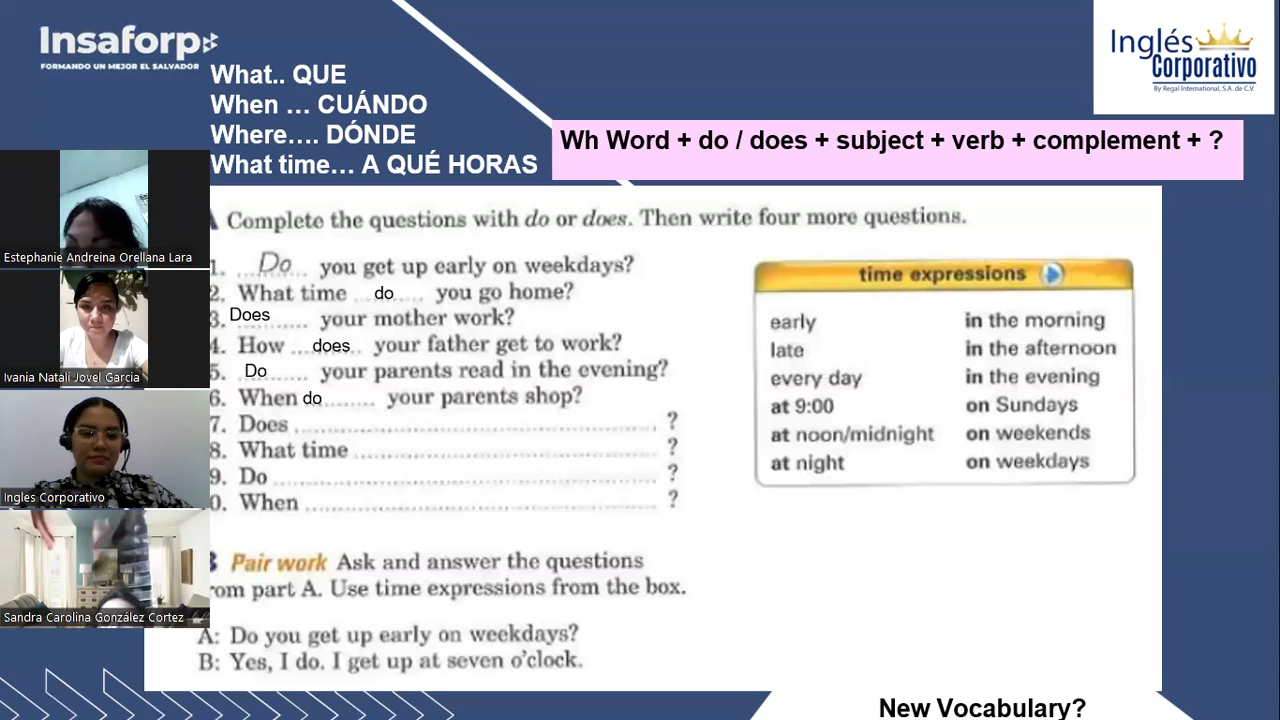 Insaforp
FORMANDO UN MEJOR EL SALVADOR
Inglés
Corporativo
By Regal International, S.A. de C.V.
What.. QUE
When … CUÁNDO
Where…. DÓNDE
What time… A QUÉ HORAS
Wh Word + do / does + subject + verb + complement + ?
Complete the questions with do or does. Then write four more questions.
1. Do you get up early on weekdays?
2. What time do you go home?
3. Does your mother work?
4. How does your father get to work?
5. Do your parents read in the evening?
6. When do your parents shop?
7. Does ?
8. What time ?
9. Do ?
0. When ?
time expressions
early in the morning
late in the afternoon
every day in the evening
at 9:00 on Sundays
at noon/midnight on weekends
at night on weekdays
Pair work Ask and answer the questions
rom part A. Use time expressions from the box.
A: Do you get up early on weekdays?
B: Yes, I do. I get up at seven o'clock.
New Vocabulary?
Estephanie Andreina Orellana Lara
Ivania Natali Jovel García
Ingles Corporativo
Sandra Carolina González Cortez